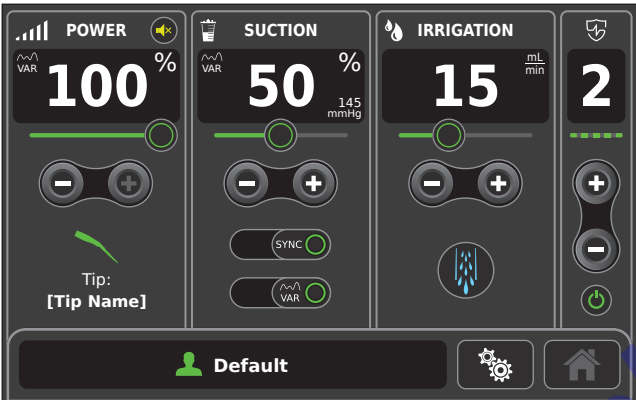 POWER
VAR
100
%
Tip:
[Tip Name]
SUCTION
VAR
50
%
145
mmHg
SYNC
VAR
IRRIGATION
15
mL
min
2
Default